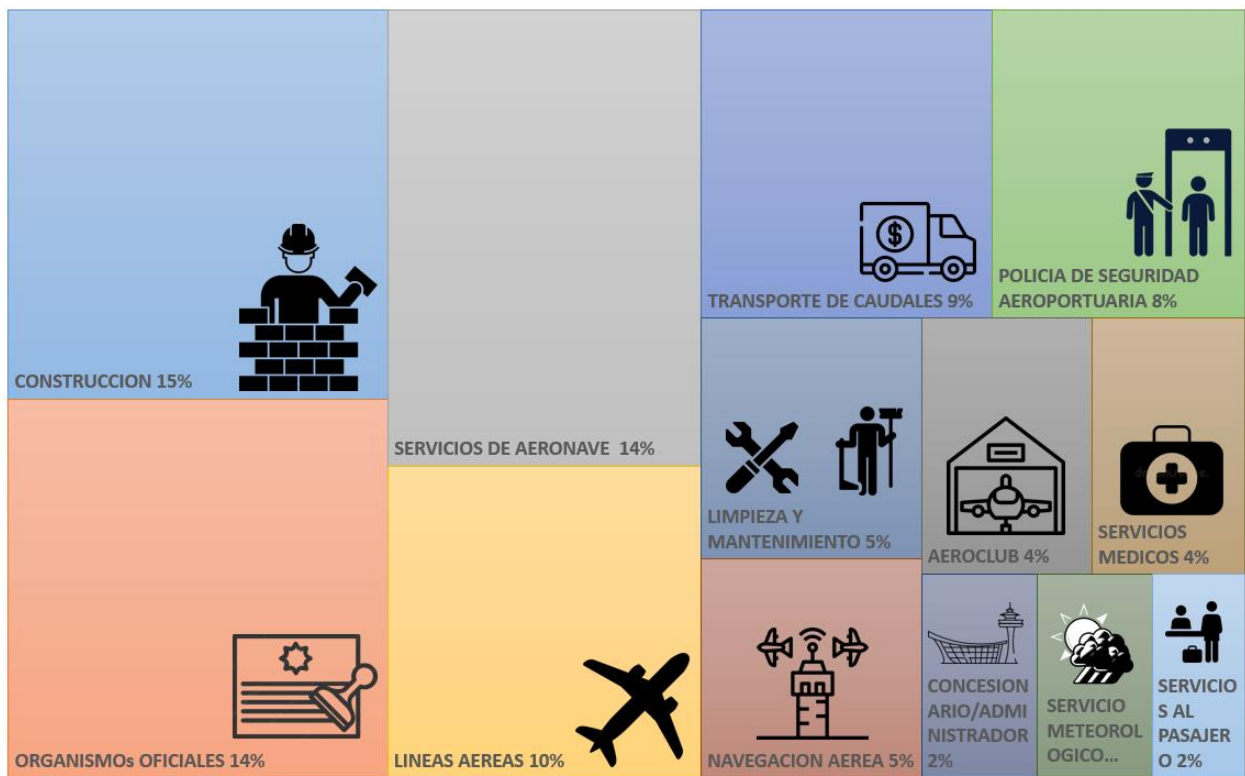 CONSTRUCCION 15%
SERVICIOS DE AERONAVE 14%
TRANSPORTE DE CAUDALES 9%
POLICIA DE SEGURIDAD
AEROPORTUARIA 8%
ORGANISMOs OFICIALES 14%
LINEAS AEREAS 10%
LIMPIEZA Y
MANTENIMIENTO 5%
AEROCLUB 4%
SERVICIOS
MEDICOS 4%
NAVEGACION AEREA 5%
CONCESION
ARIO/ADMI
NISTRADOR
2%
SERVICIO
METEOROL
OGICO...
SERVICIO
S AL
PASAJER
O 2%
$